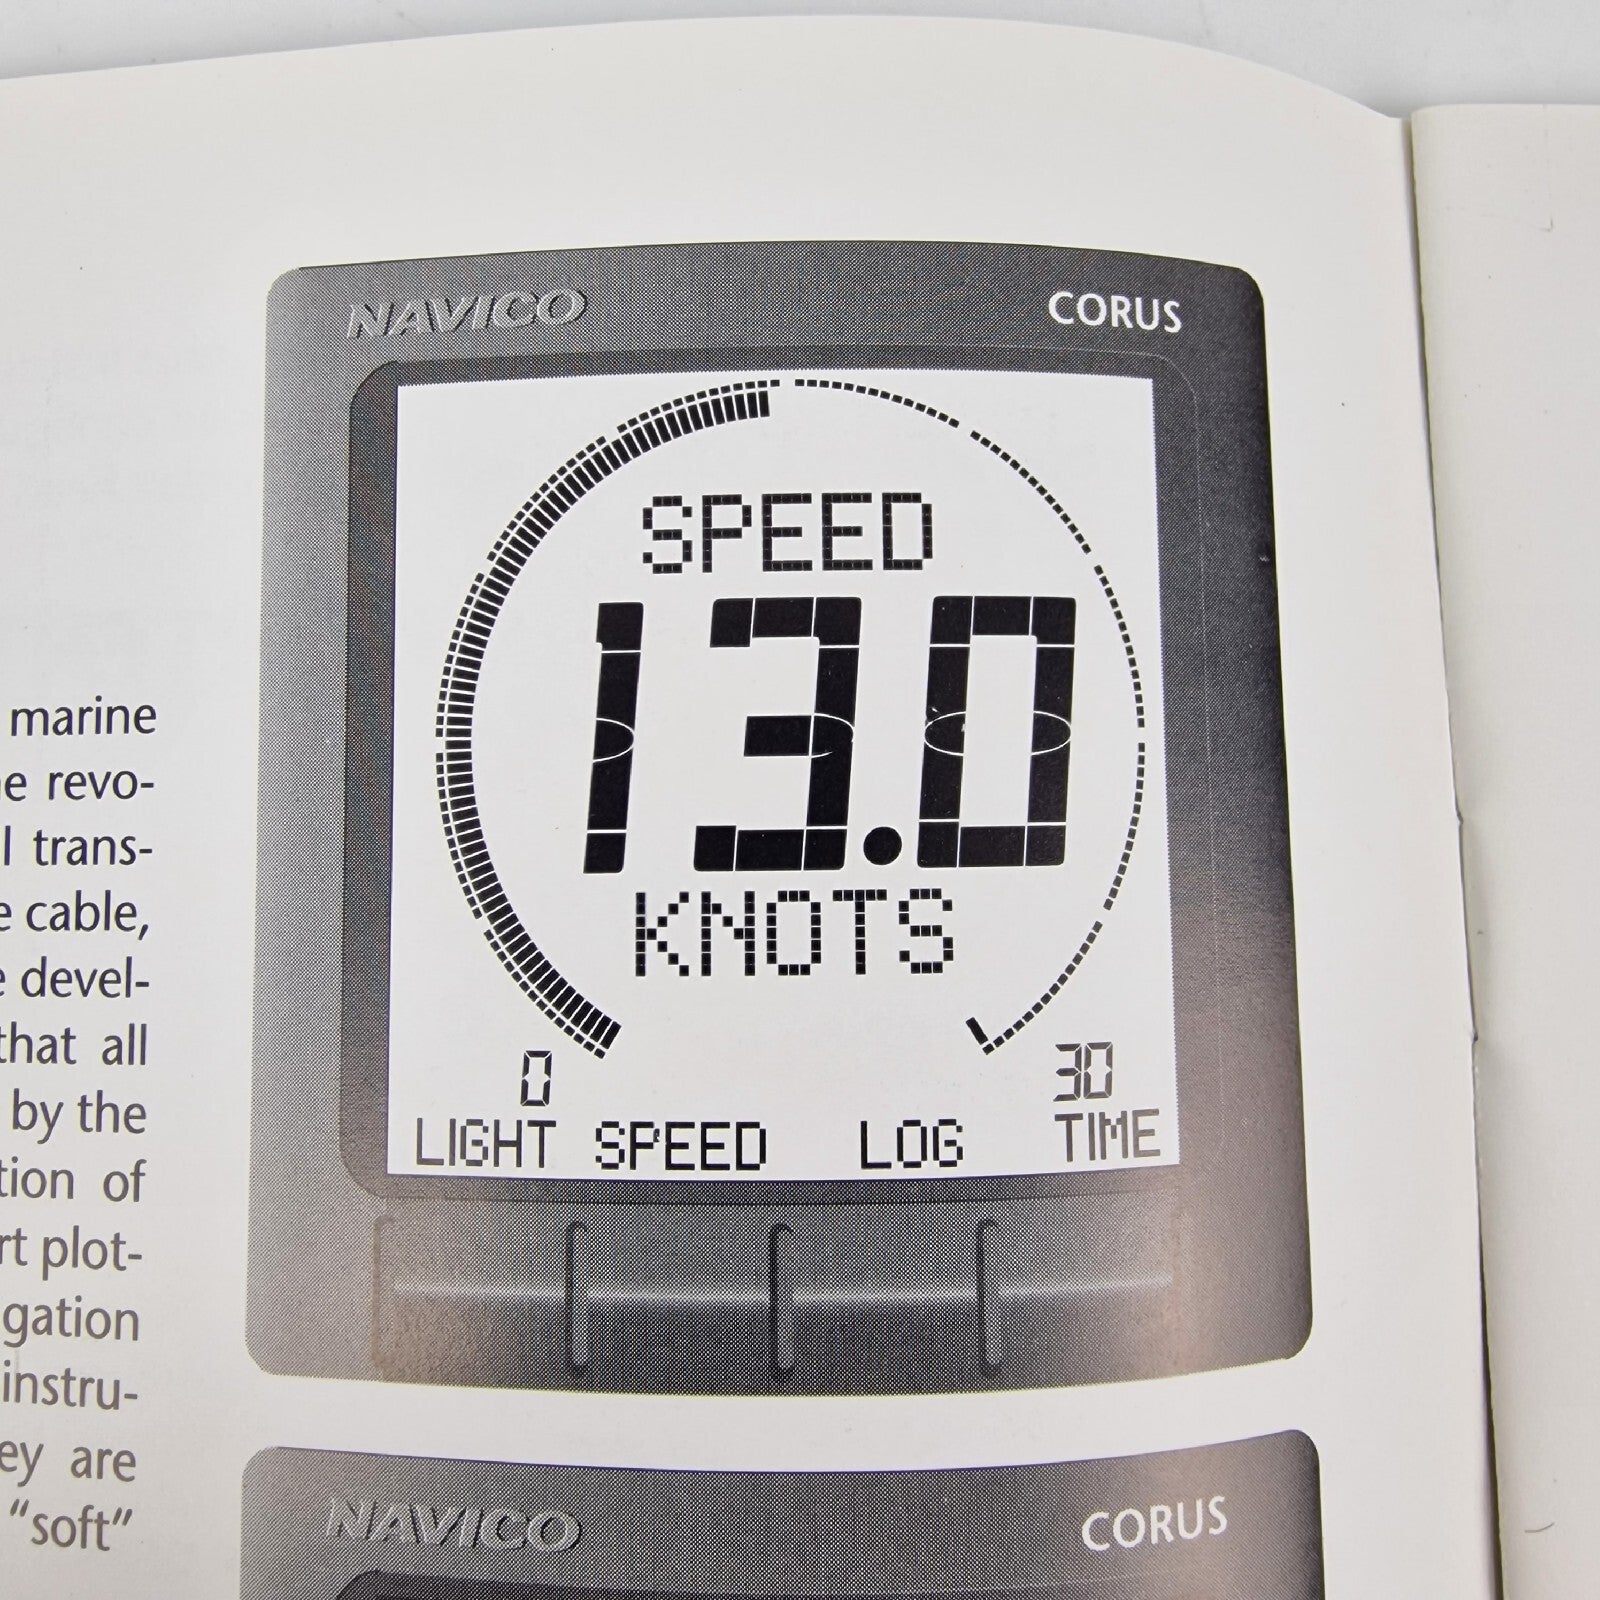 marine
e revo-
l trans-
e cable,
e devel-
that all
by the
tion of
rt plot-
gation
instru-
ey are
"soft"
NAVICO CORUS
SPEED
13.0
KNOTS
0 30
LIGHT SPEED LOG TIME
NAVICO CORUS